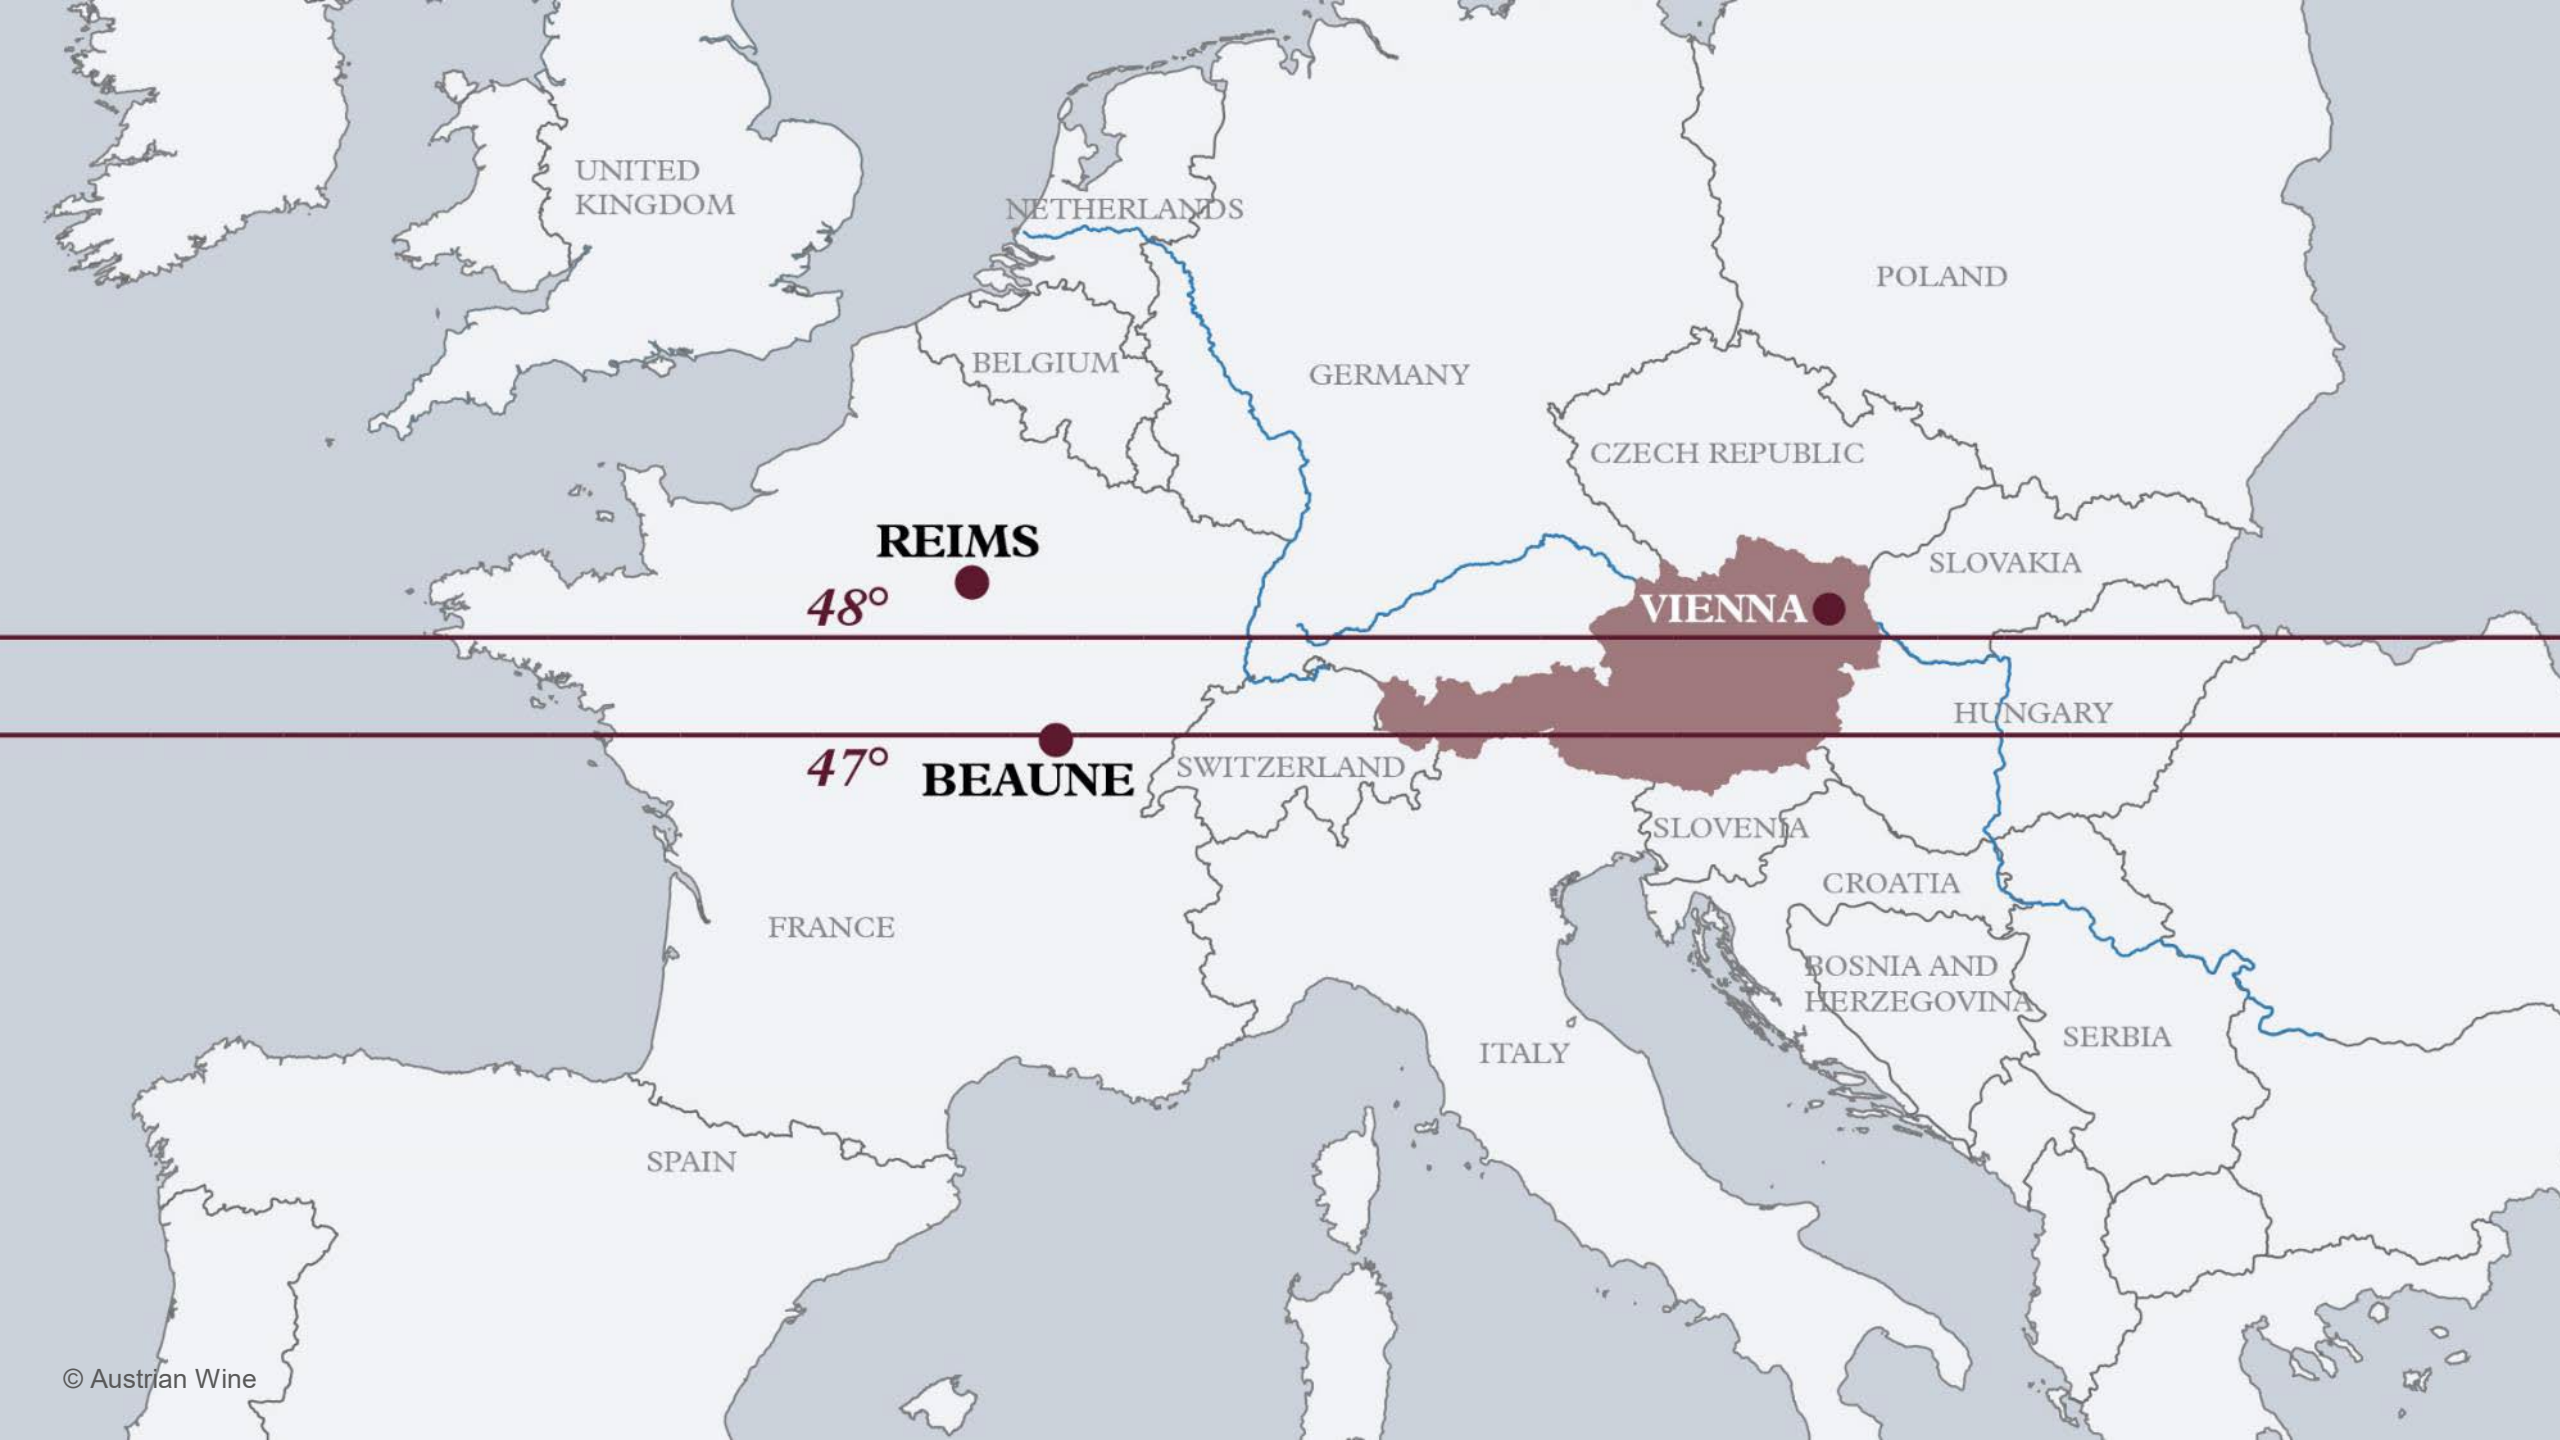 UNITED
KINGDOM
NETHERLANDS
POLAND
BELGIUM
GERMANY
CZECH REPUBLIC
REIMS
SLOVAKIA
48°
VIENNA
HUNGARY
47°
BEAUNE
SWITZERLAND
SLOVENIA
CROATIA
FRANCE
BOSNIA AND
HERZEGOVINA
SERBIA
ITALY
SPAIN
© Austrian Wine